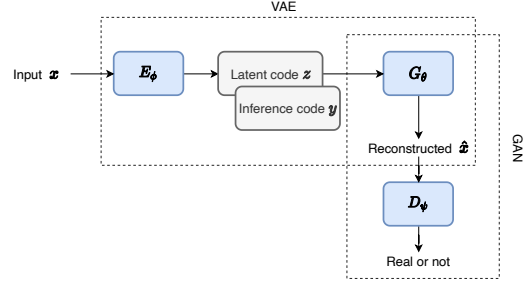 VAE
Input 𝒙
E_ϕ
Latent code 𝒛
G_θ
Inference code 𝒚
Reconstructed 𝒙̂
GAN
D_ψ
Real or not